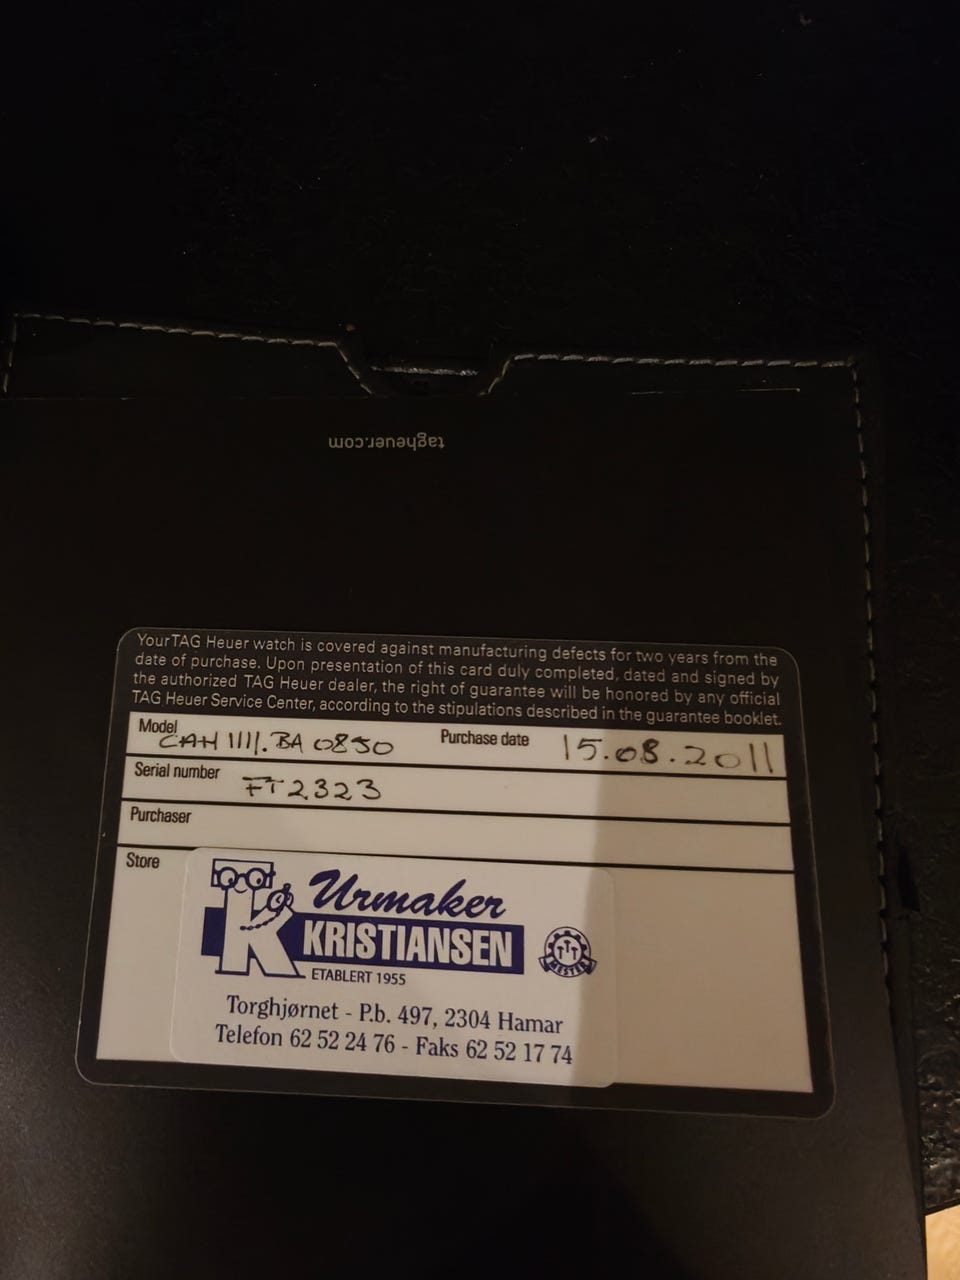 tagheuer.com
Your TAG Heuer watch is covered against manufacturing defects for two years from the
date of purchase. Upon presentation of this card duly completed, dated and signed by
the authorized TAG Heuer dealer, the right of guarantee will be honored by any official
TAG Heuer Service Center, according to the stipulations described in the guarantee booklet.
Model CAH 1111.BA 0850 Purchase date 15.08.2011
Serial number FT2323
Purchaser
Store
Urmaker
KRISTIANSEN
ETABLERT 1955
MESTER
Torghjørnet - P.b. 497, 2304 Hamar
Telefon 62 52 24 76 - Faks 62 52 17 74